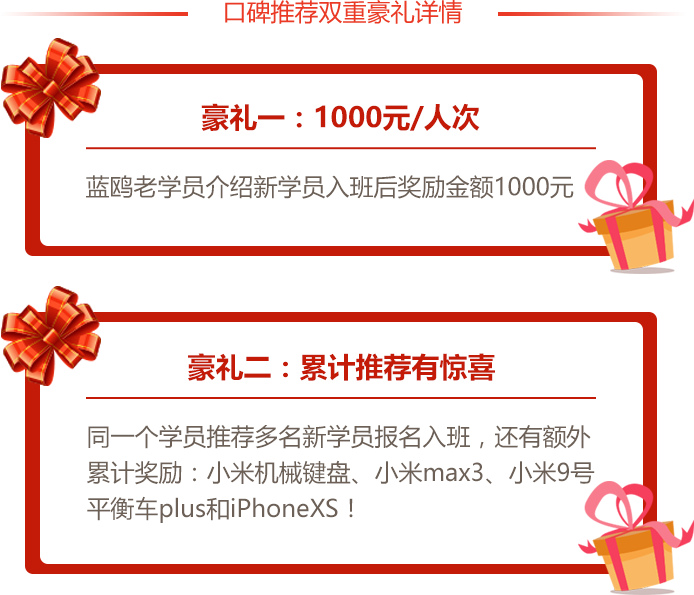 口碑推荐双重豪礼详情
豪礼一：1000元/人次
蓝鸥老学员介绍新学员入班后奖励金额1000元
豪礼二：累计推荐有惊喜
同一个学员推荐多名新学员报名入班，还有额外
累计奖励：小米机械键盘、小米max3、小米9号
平衡车plus和iPhoneXS！